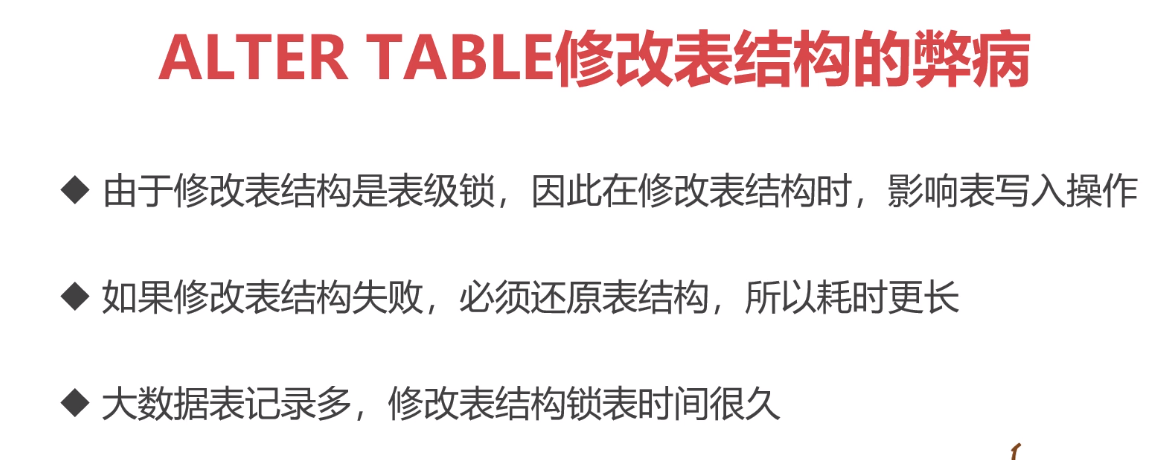 ALTER TABLE修改表结构的弊病
◆ 由于修改表结构是表级锁，因此在修改表结构时，影响表写入操作
◆ 如果修改表结构失败，必须还原表结构，所以耗时更长
◆ 大数据表记录多，修改表结构锁表时间很久